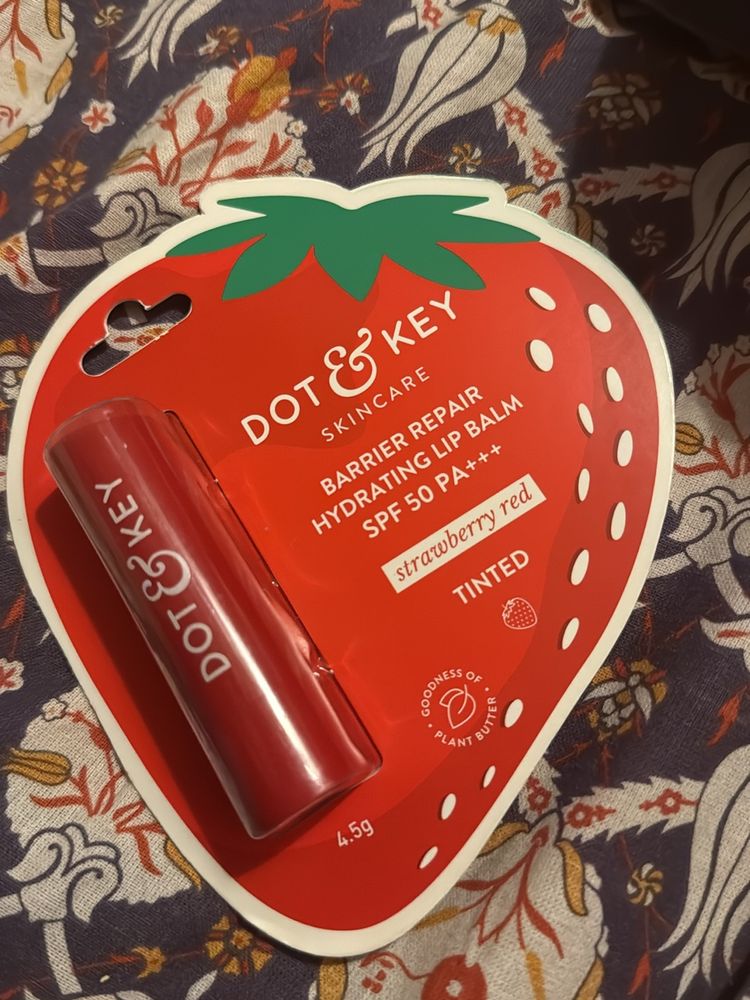 DOT & KEY
SKINCARE
BARRIER REPAIR
HYDRATING LIP BALM
SPF 50 PA+++
strawberry red
TINTED
GOODNESS OF
PLANT BUTTER
4.5g
DOT & KEY